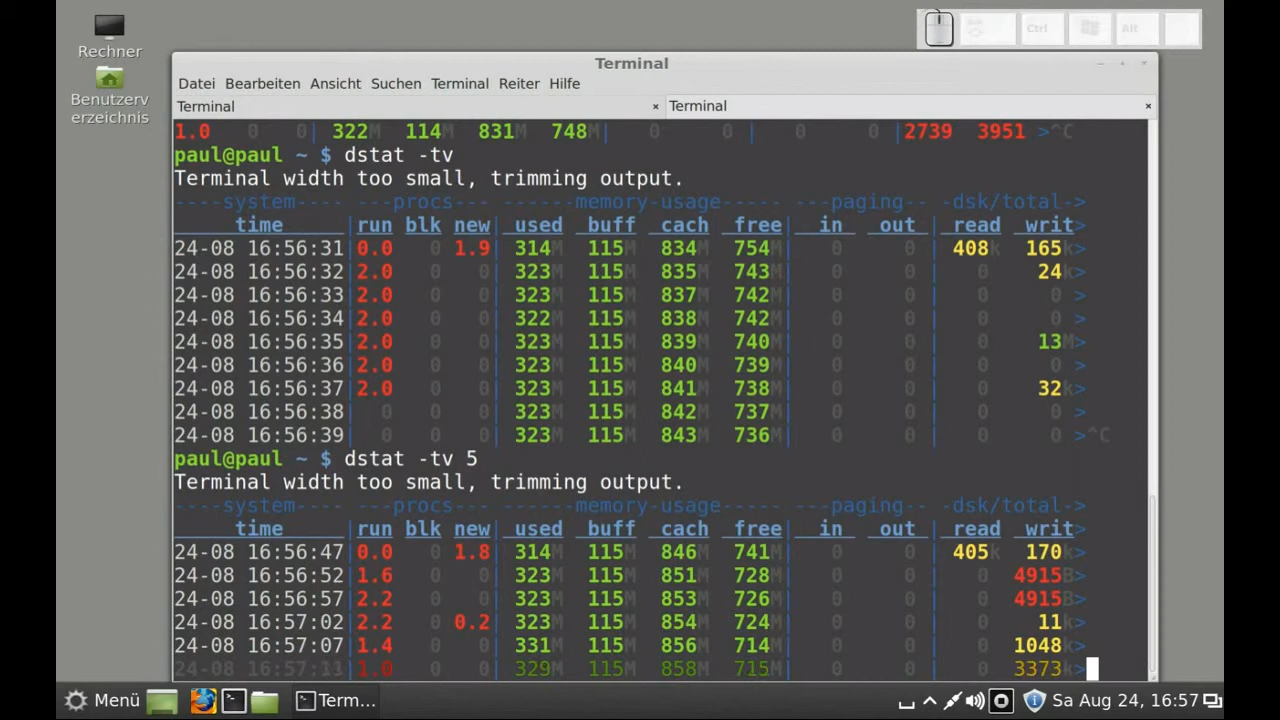 Rechner
Benutzerv
erzeichnis
Ctrl
Alt
Terminal
Datei Bearbeiten Ansicht Suchen Terminal Reiter Hilfe
Terminal × Terminal ×
1.0 0 0| 322M 114M 831M 748M| 0 0 | 0 0 |2739 3951 >^C
paul@paul ~ $ dstat -tv
Terminal width too small, trimming output.
----system---- ---procs--- ------memory-usage----- ---paging-- -dsk/total->
time |run blk new| used buff cach free| in out | read writ>
24-08 16:56:31|0.0 0 1.9| 314M 115M 834M 754M| 0 0 | 408k 165k>
24-08 16:56:32|2.0 0 0| 323M 115M 835M 743M| 0 0 | 0 24k>
24-08 16:56:33|2.0 0 0| 323M 115M 837M 742M| 0 0 | 0 0 >
24-08 16:56:34|2.0 0 0| 322M 115M 838M 742M| 0 0 | 0 0 >
24-08 16:56:35|2.0 0 0| 323M 115M 839M 740M| 0 0 | 0 13M>
24-08 16:56:36|2.0 0 0| 323M 115M 840M 739M| 0 0 | 0 0 >
24-08 16:56:37|2.0 0 0| 323M 115M 841M 738M| 0 0 | 0 32k>
24-08 16:56:38| 0 0 0| 323M 115M 842M 737M| 0 0 | 0 0 >
24-08 16:56:39| 0 0 0| 323M 115M 843M 736M| 0 0 | 0 0 >^C
paul@paul ~ $ dstat -tv 5
Terminal width too small, trimming output.
----system---- ---procs--- ------memory-usage----- ---paging-- -dsk/total->
time |run blk new| used buff cach free| in out | read writ>
24-08 16:56:47|0.0 0 1.8| 314M 115M 846M 741M| 0 0 | 405k 170k>
24-08 16:56:52|1.6 0 0| 323M 115M 851M 728M| 0 0 | 0 4915B>
24-08 16:56:57|2.2 0 0| 323M 115M 853M 726M| 0 0 | 0 4915B>
24-08 16:57:02|2.2 0 0.2| 323M 115M 854M 724M| 0 0 | 0 11k>
24-08 16:57:07|1.4 0 0| 331M 115M 856M 714M| 0 0 | 0 1048k>
24-08 16:57:11|1.0 0 0| 329M 115M 858M 715M| 0 0 | 0 3373k>
Menü Term... Sa Aug 24, 16:57